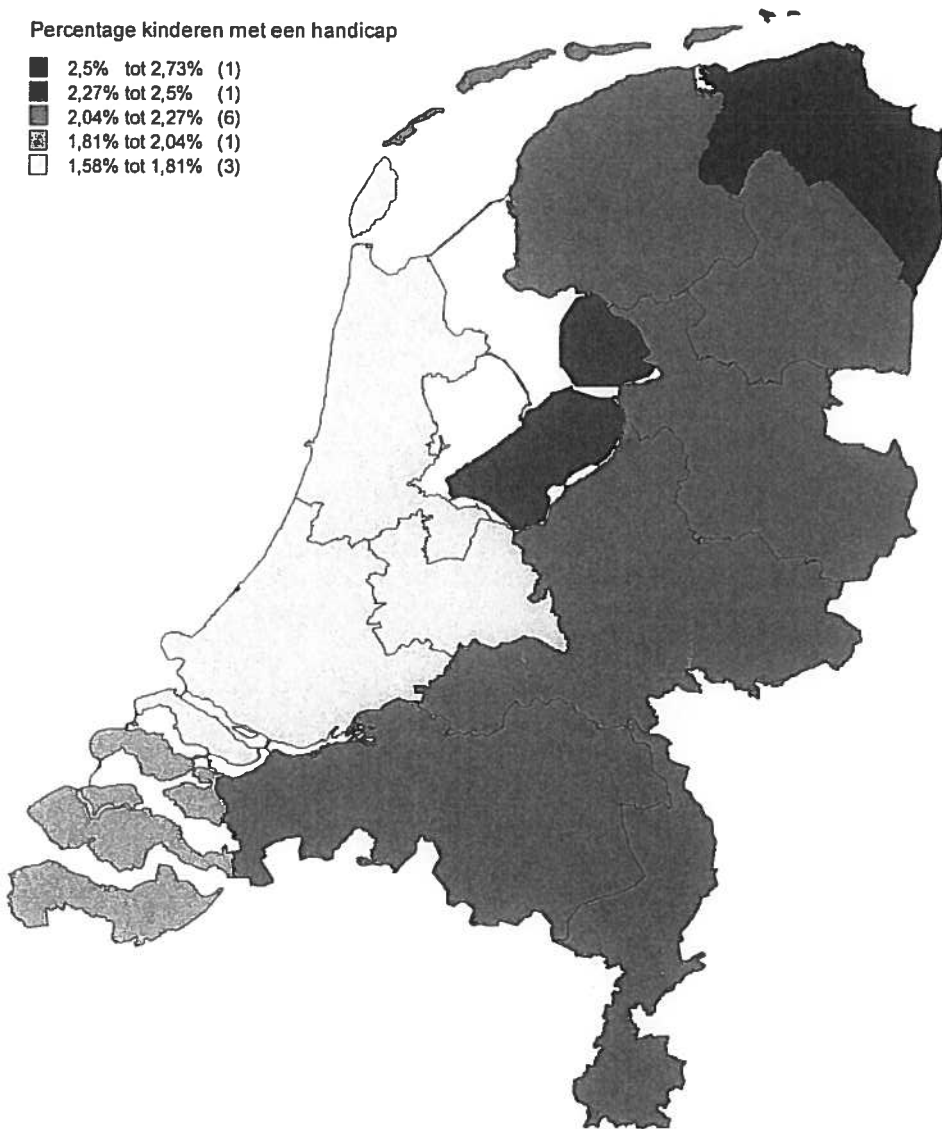 Percentage kinderen met een handicap
2,5% tot 2,73% (1)
2,27% tot 2,5% (1)
2,04% tot 2,27% (6)
1,81% tot 2,04% (1)
1,58% tot 1,81% (3)